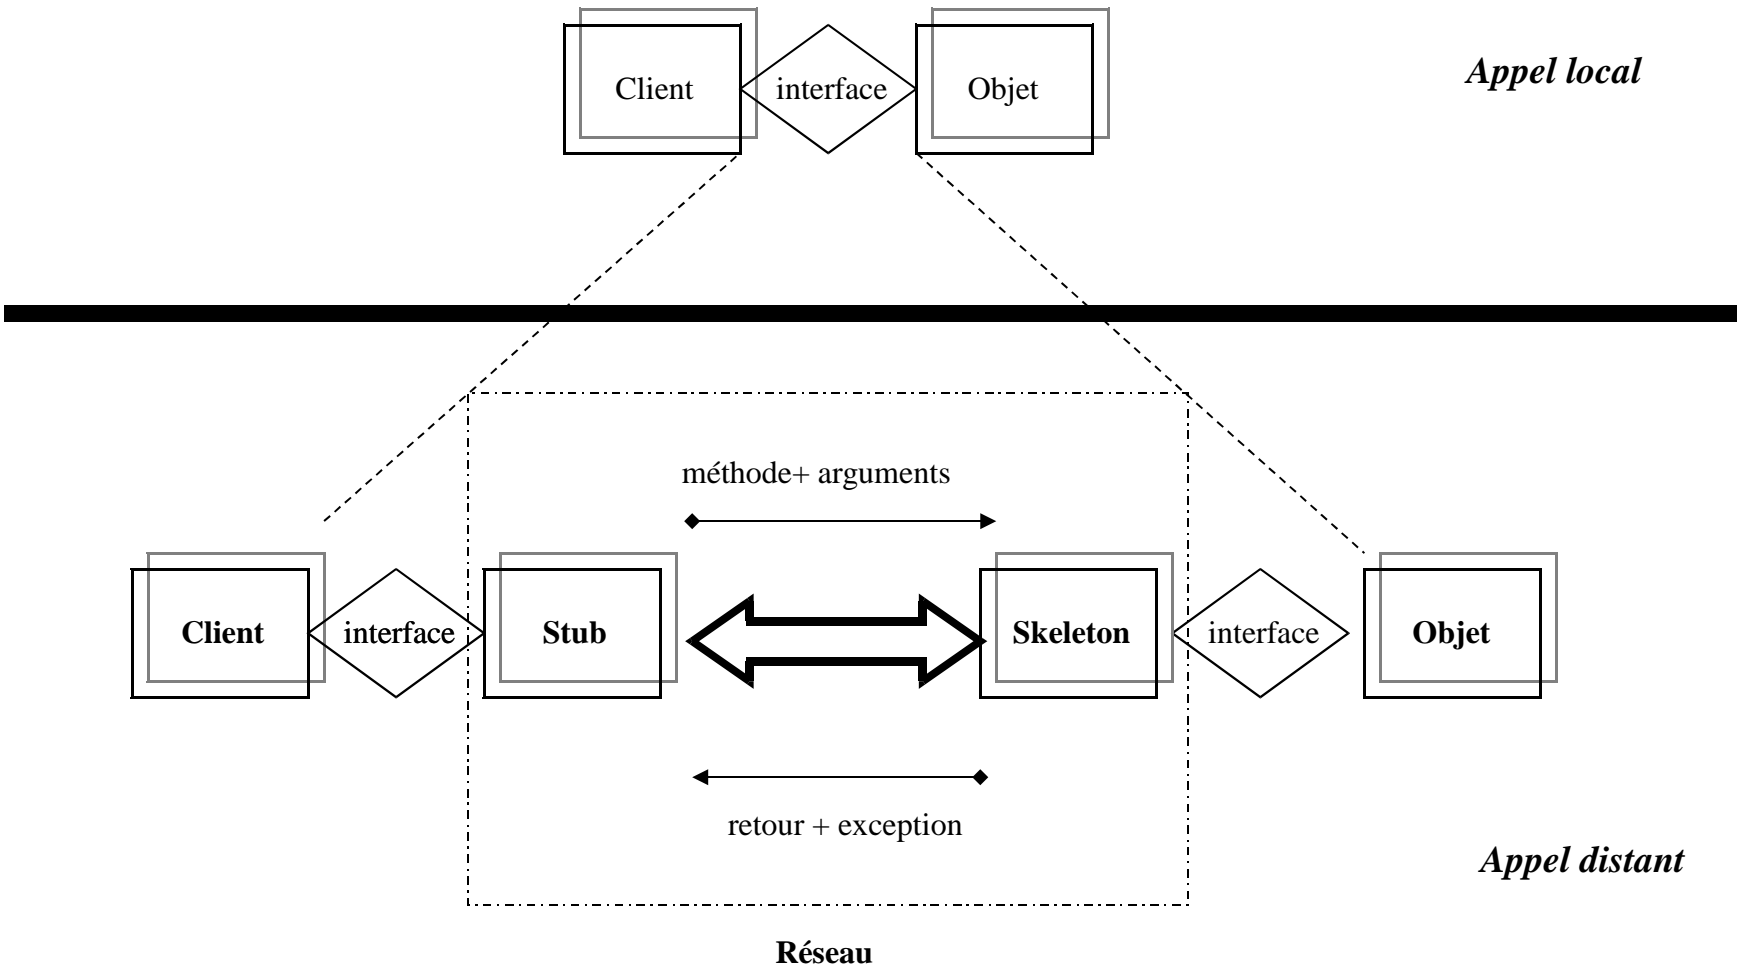 Appel local
Client
interface
Objet
méthode+ arguments
Client
interface
Stub
Skeleton
interface
Objet
retour + exception
Appel distant
Réseau